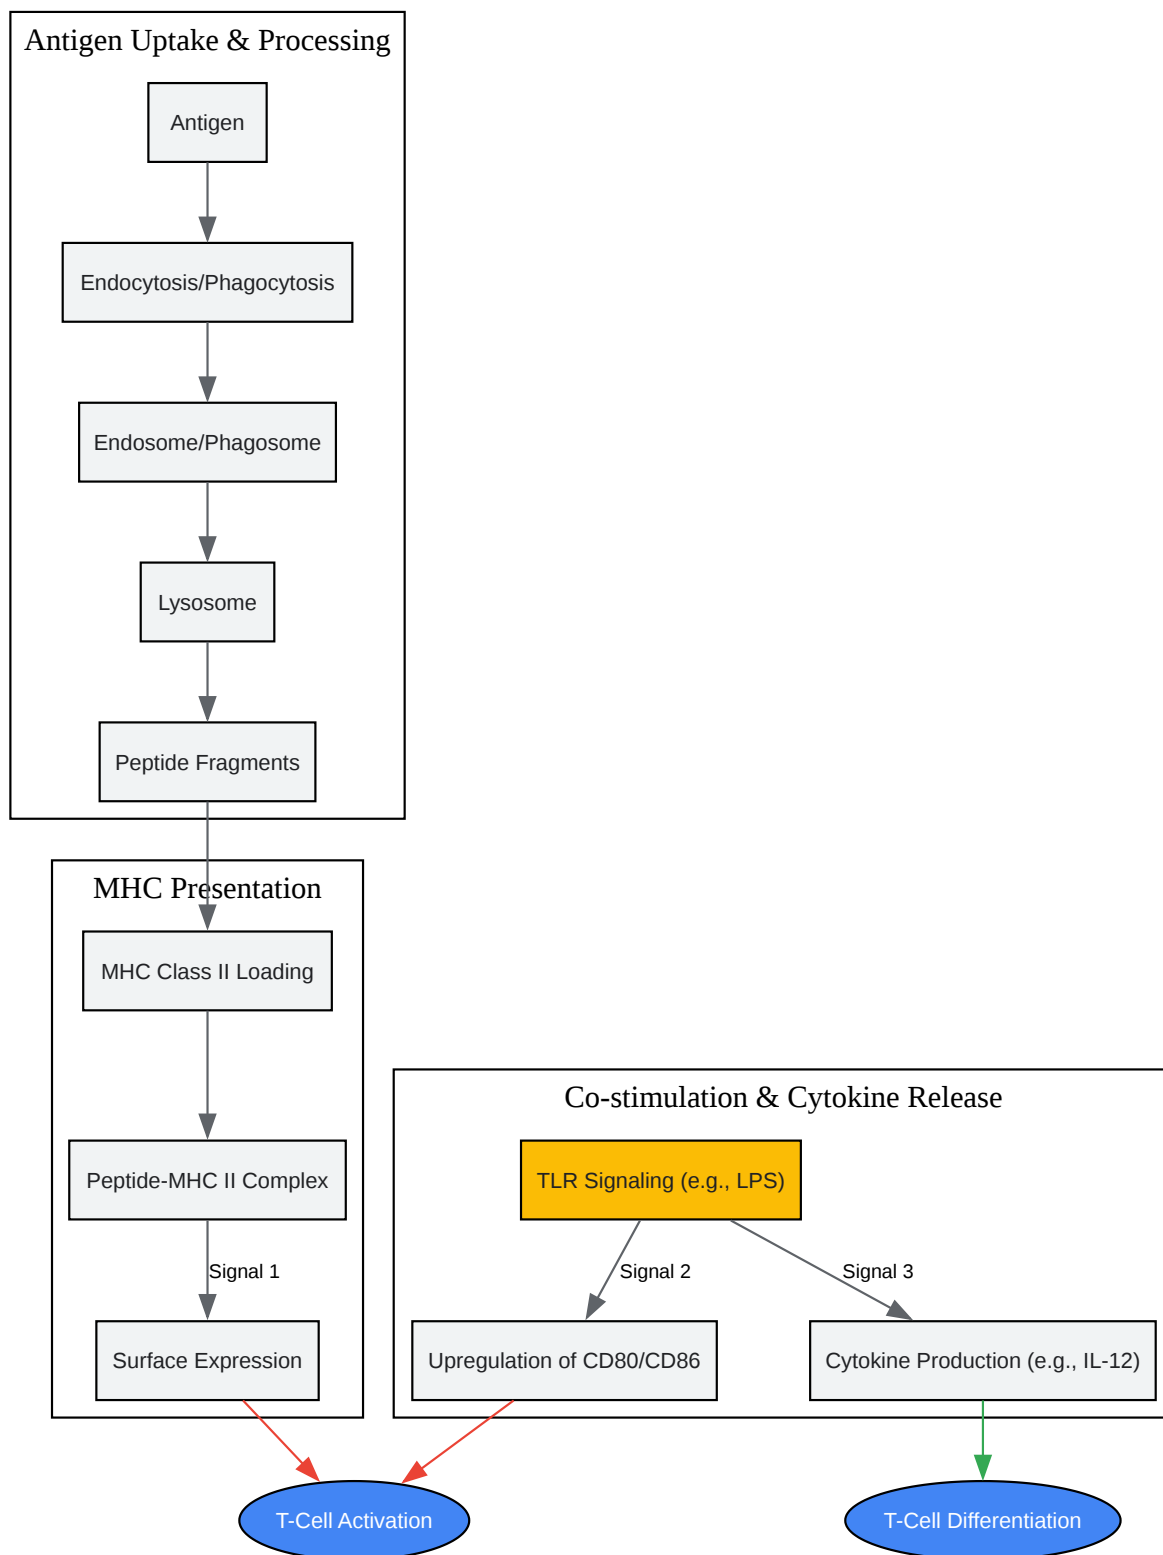 Antigen Uptake & Processing
Antigen
Endocytosis/Phagocytosis
Endosome/Phagosome
Lysosome
Peptide Fragments
MHC Presentation
MHC Class II Loading
Peptide-MHC II Complex
Signal 1
Surface Expression
Co-stimulation & Cytokine Release
TLR Signaling (e.g., LPS)
Signal 2
Signal 3
Upregulation of CD80/CD86
Cytokine Production (e.g., IL-12)
T-Cell Activation
T-Cell Differentiation